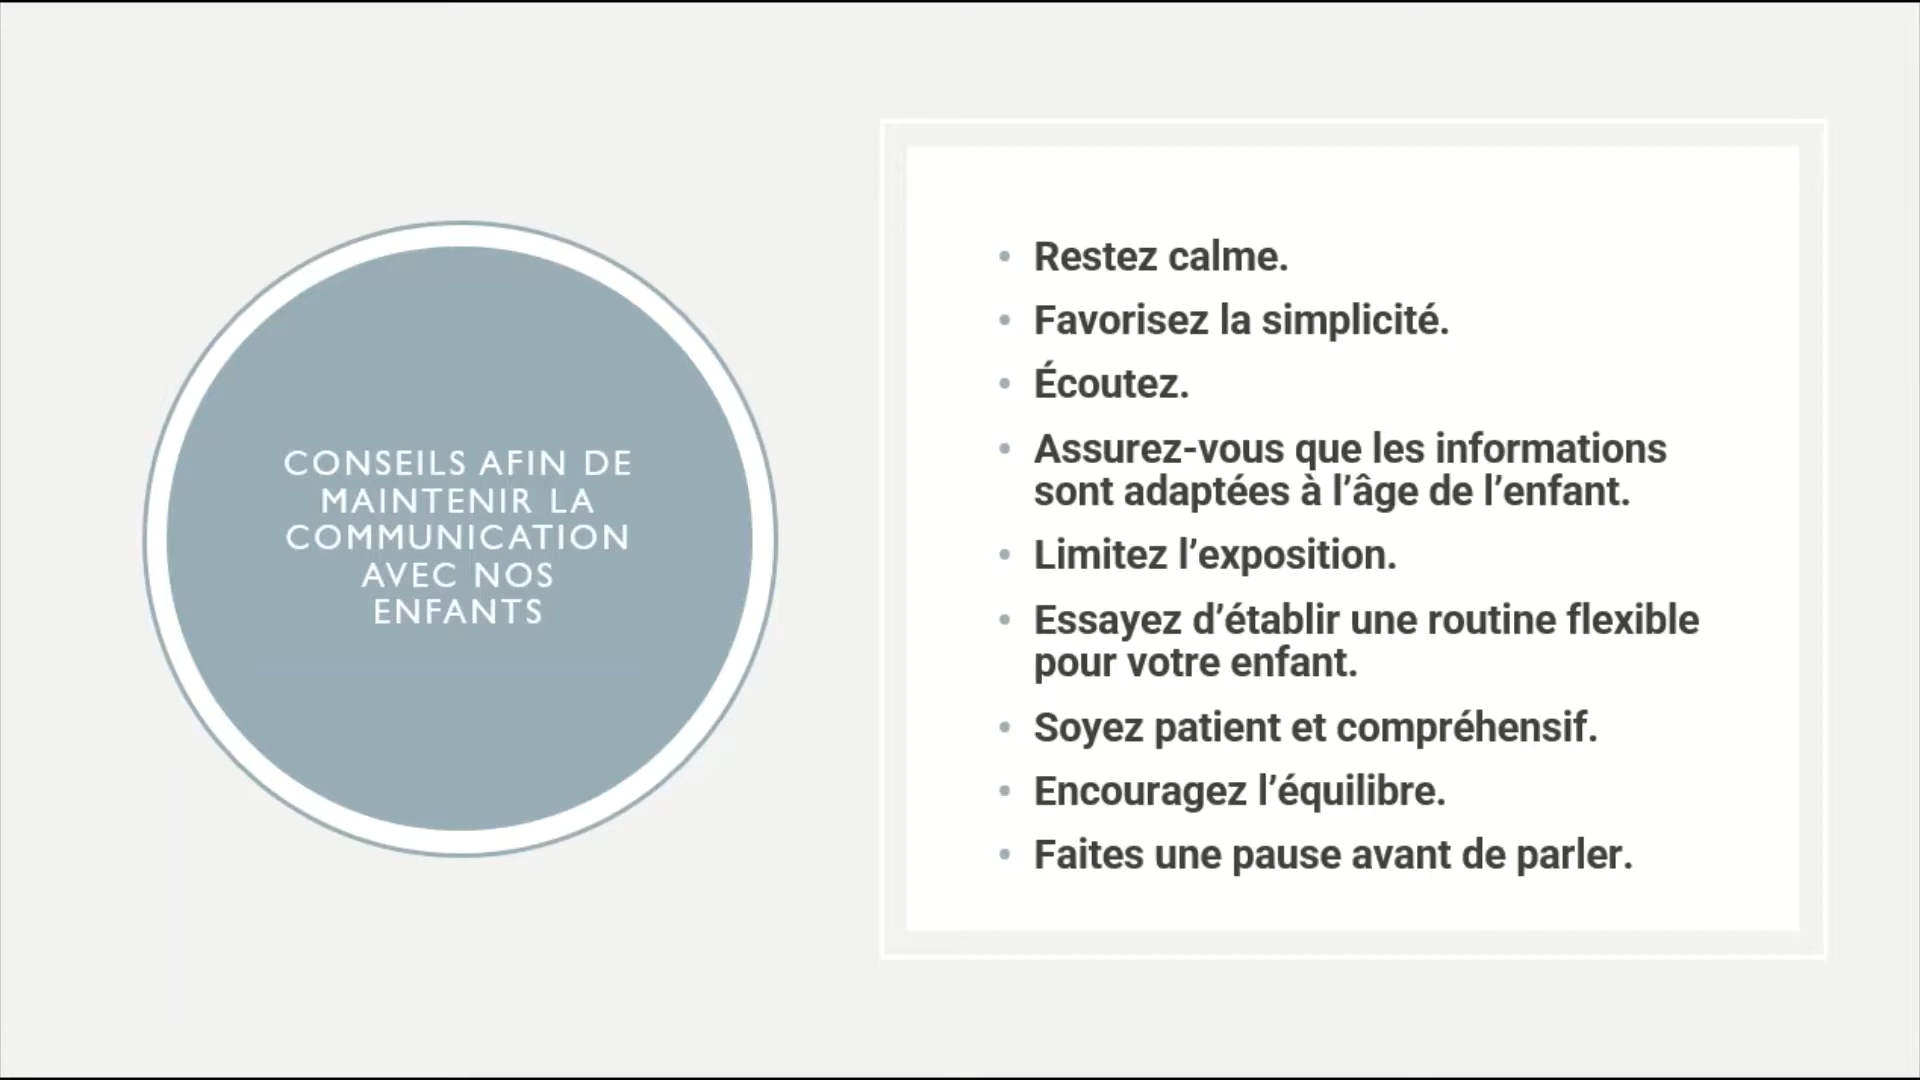 CONSEILS AFIN DE
MAINTENIR LA
COMMUNICATION
AVEC NOS
ENFANTS
• Restez calme.
• Favorisez la simplicité.
• Écoutez.
• Assurez-vous que les informations
sont adaptées à l’âge de l’enfant.
• Limitez l’exposition.
• Essayez d’établir une routine flexible
pour votre enfant.
• Soyez patient et compréhensif.
• Encouragez l’équilibre.
• Faites une pause avant de parler.